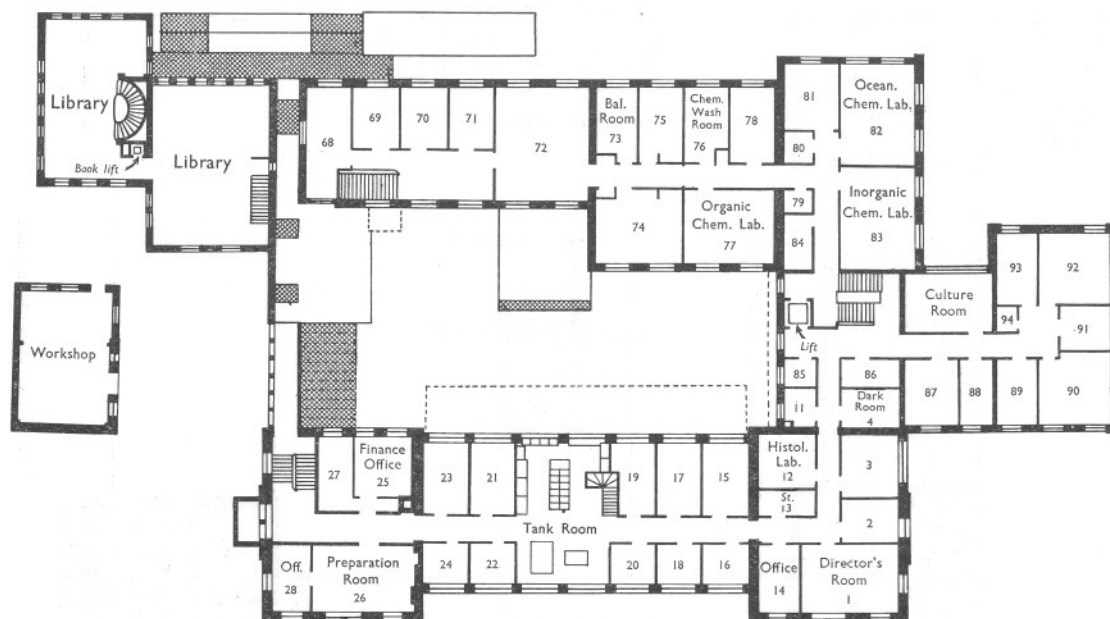 Library
Book lift
Library
68
69
70
71
72
Bal.
Room
73
75
Chem.
Wash
Room
76
78
81
80
Ocean.
Chem. Lab.
82
74
Organic
Chem. Lab.
77
79
84
Inorganic
Chem. Lab.
83
93
92
94
91
Culture
Room
Lift
85
86
87
88
89
90
11
Dark
Room
4
Workshop
27
Finance
Office
25
23
21
19
17
15
Histol.
Lab.
12
3
St.
13
2
Tank Room
Off.
28
Preparation
Room
26
24
22
20
18
16
Office
14
Director's
Room
1